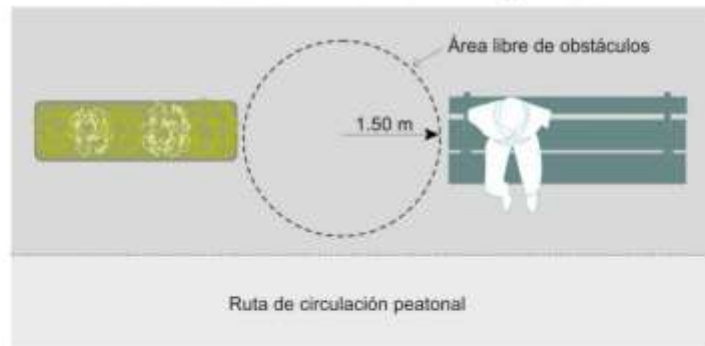 Área libre de obstáculos
1.50 m
Ruta de circulación peatonal